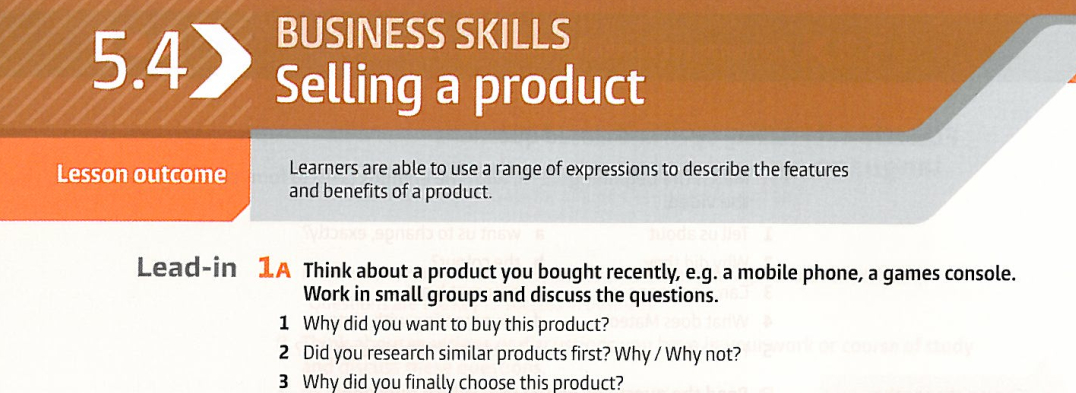 5.4
BUSINESS SKILLS
Selling a product
Lesson outcome
Learners are able to use a range of expressions to describe the features
and benefits of a product.
Lead-in 1A Think about a product you bought recently, e.g. a mobile phone, a games console.
Work in small groups and discuss the questions.
1 Why did you want to buy this product?
2 Did you research similar products first? Why / Why not?
3 Why did you finally choose this product?